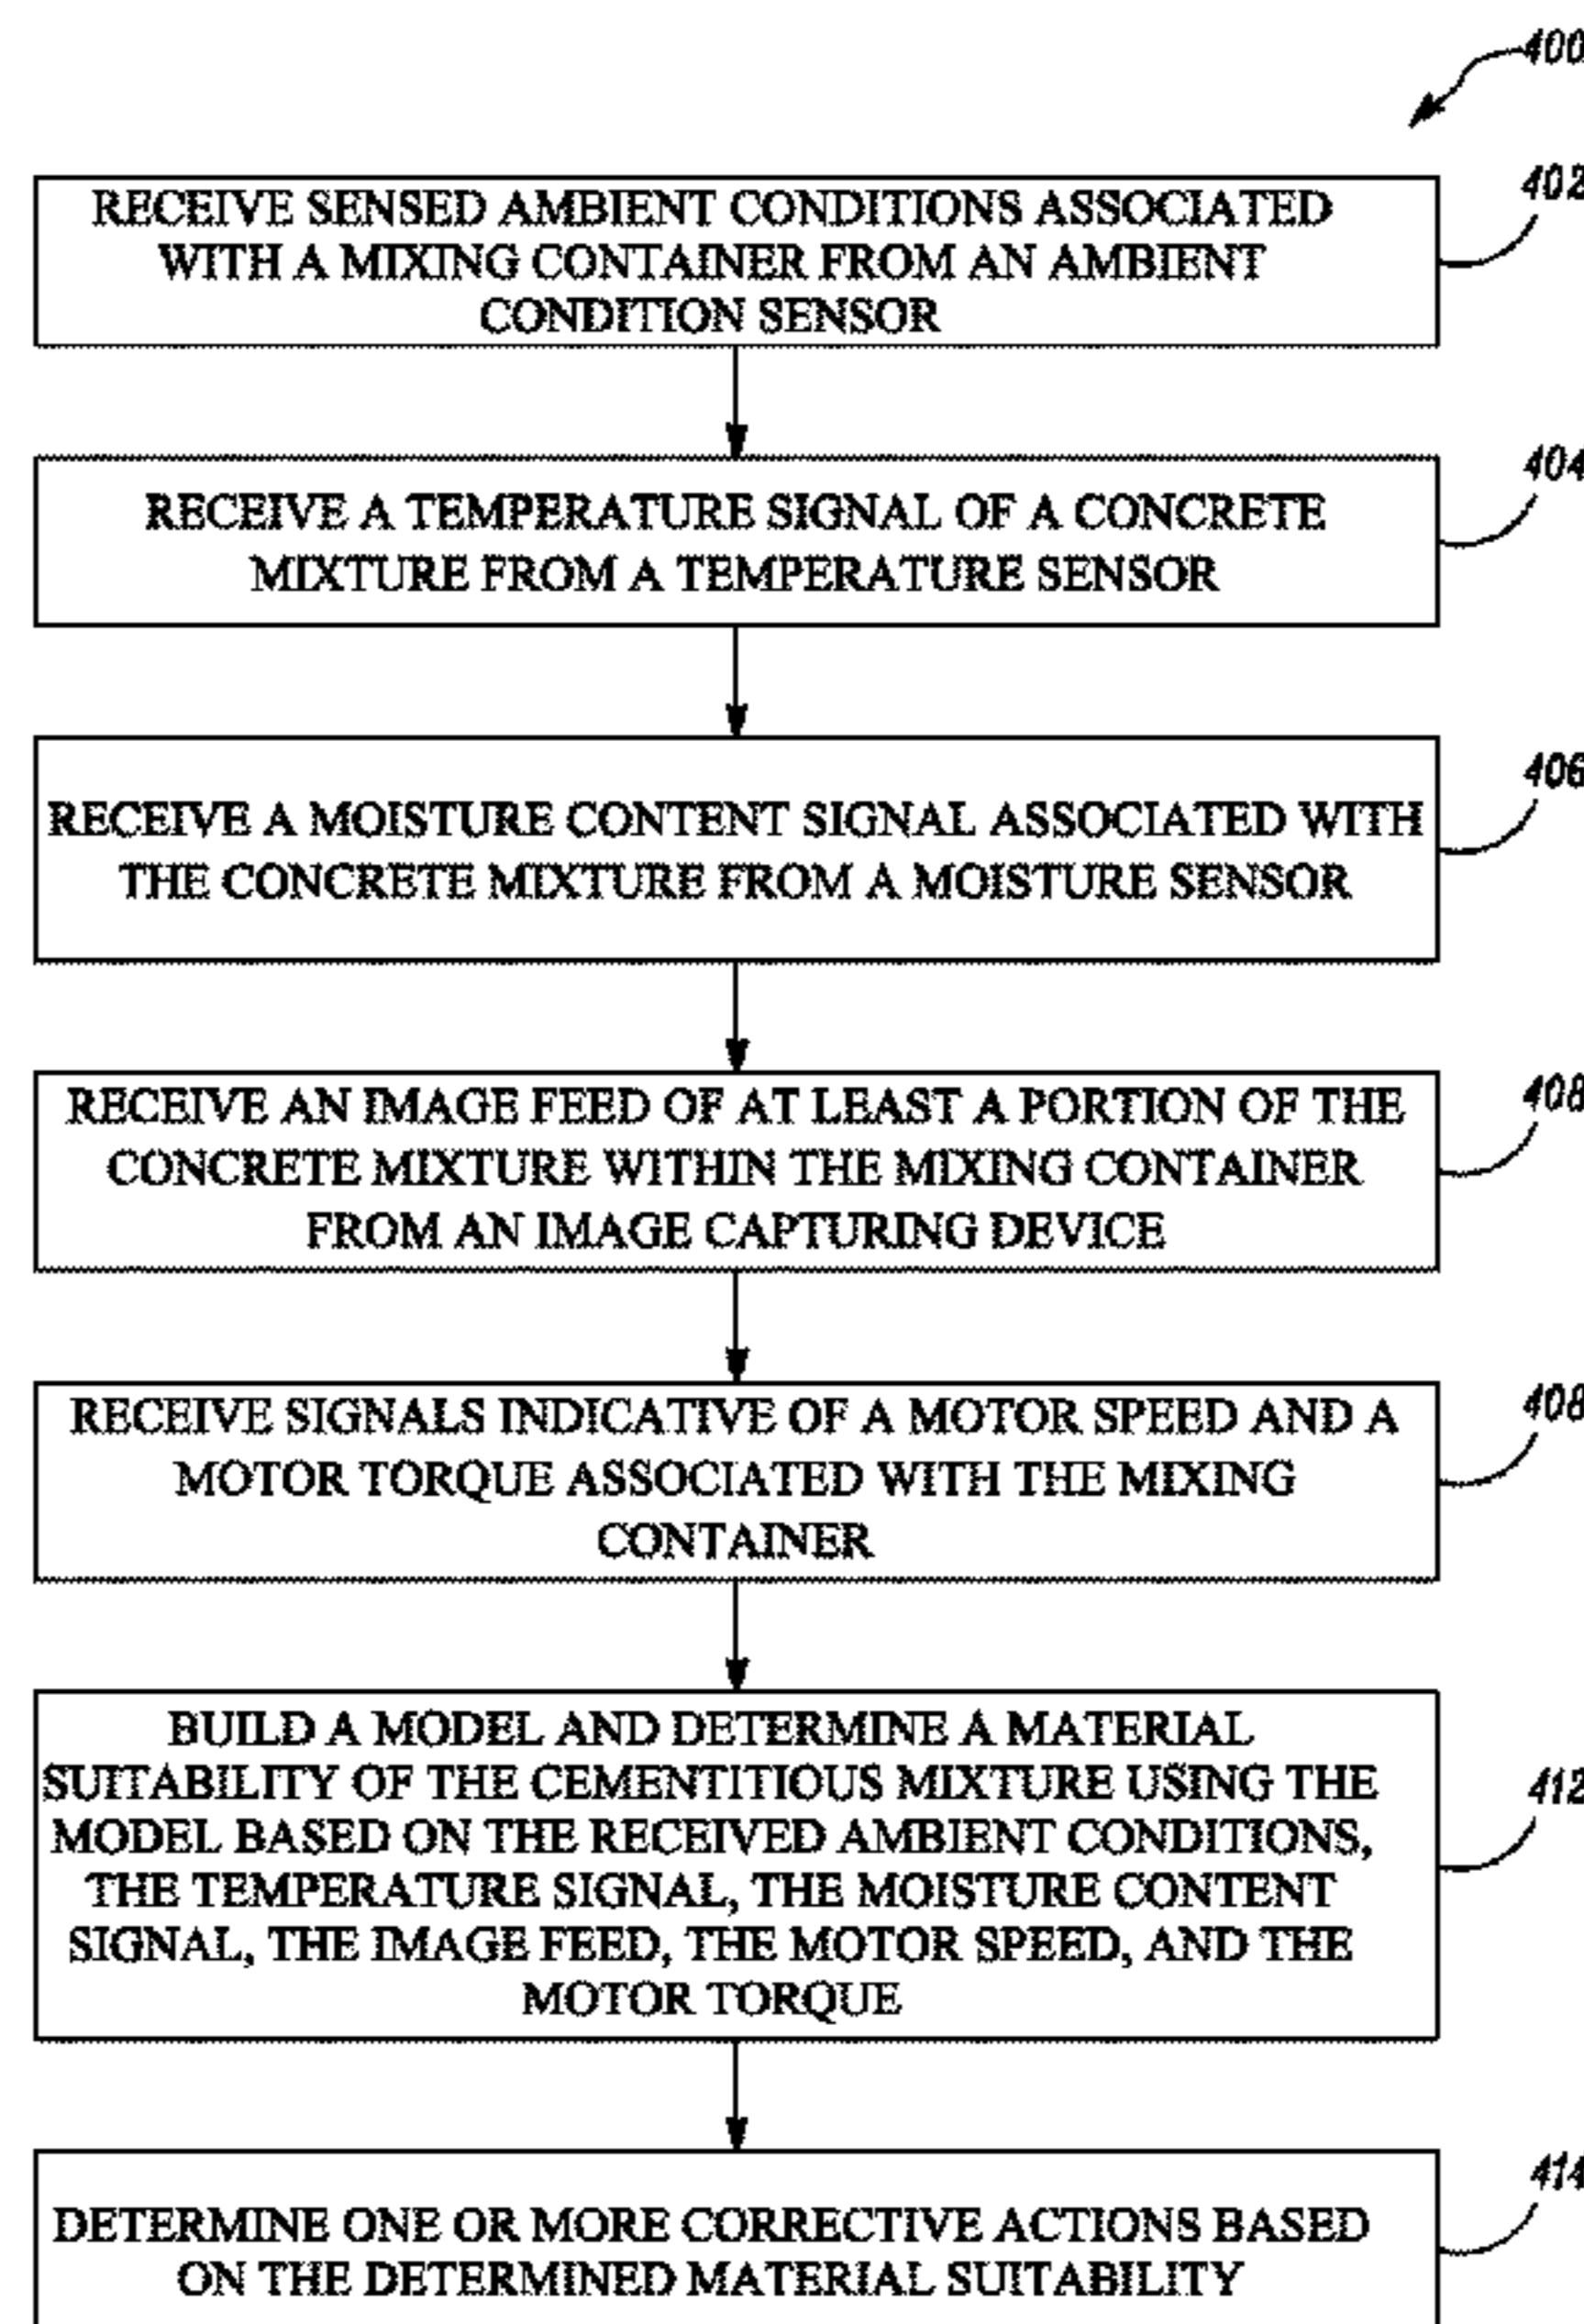 400
402
RECEIVE SENSED AMBIENT CONDITIONS ASSOCIATED
WITH A MIXING CONTAINER FROM AN AMBIENT
CONDITION SENSOR
404
RECEIVE A TEMPERATURE SIGNAL OF A CONCRETE
MIXTURE FROM A TEMPERATURE SENSOR
406
RECEIVE A MOISTURE CONTENT SIGNAL ASSOCIATED WITH
THE CONCRETE MIXTURE FROM A MOISTURE SENSOR
408
RECEIVE AN IMAGE FEED OF AT LEAST A PORTION OF THE
CONCRETE MIXTURE WITHIN THE MIXING CONTAINER
FROM AN IMAGE CAPTURING DEVICE
408
RECEIVE SIGNALS INDICATIVE OF A MOTOR SPEED AND A
MOTOR TORQUE ASSOCIATED WITH THE MIXING
CONTAINER
412
BUILD A MODEL AND DETERMINE A MATERIAL
SUITABILITY OF THE CEMENTITIOUS MIXTURE USING THE
MODEL BASED ON THE RECEIVED AMBIENT CONDITIONS,
THE TEMPERATURE SIGNAL, THE MOISTURE CONTENT
SIGNAL, THE IMAGE FEED, THE MOTOR SPEED, AND THE
MOTOR TORQUE
414
DETERMINE ONE OR MORE CORRECTIVE ACTIONS BASED
ON THE DETERMINED MATERIAL SUITABILITY